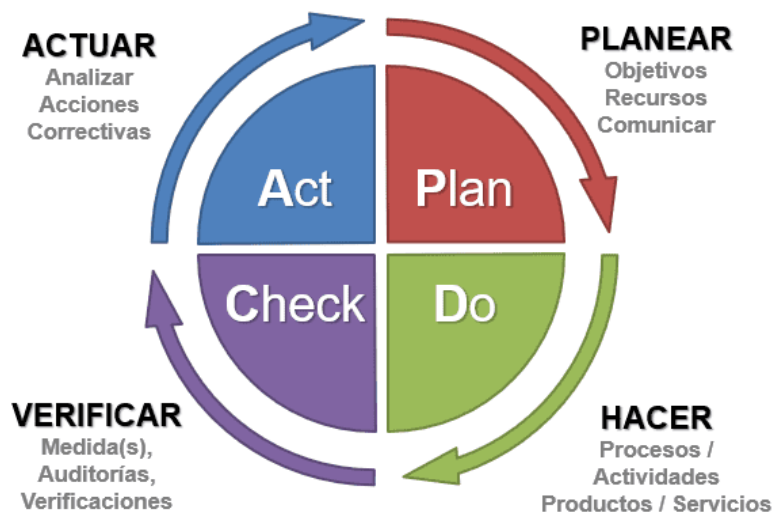 ACTUAR
Analizar
Acciones
Correctivas
PLANEAR
Objetivos
Recursos
Comunicar
Act
Plan
Check
Do
VERIFICAR
Medida(s),
Auditorías,
Verificaciones
HACER
Procesos /
Actividades
Productos / Servicios